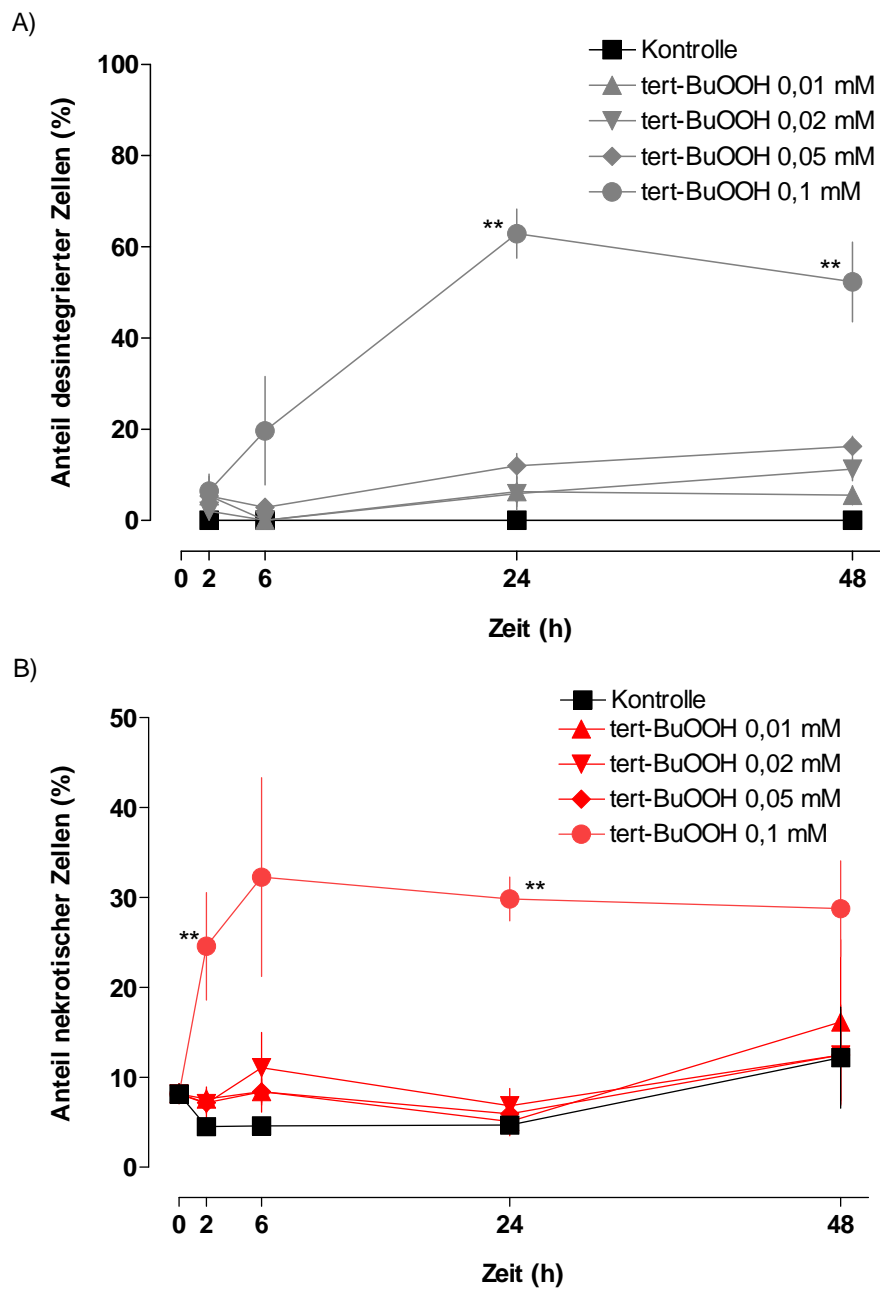 A)
Kontrolle
tert-BuOOH 0,01 mM
tert-BuOOH 0,02 mM
tert-BuOOH 0,05 mM
tert-BuOOH 0,1 mM
Anteil desintegrierter Zellen (%)
100
80
60
40
20
0
**
**
0 2 6 24 48
Zeit (h)
B)
Kontrolle
tert-BuOOH 0,01 mM
tert-BuOOH 0,02 mM
tert-BuOOH 0,05 mM
tert-BuOOH 0,1 mM
Anteil nekrotischer Zellen (%)
50
40
30
20
10
0
**
**
0 2 6 24 48
Zeit (h)